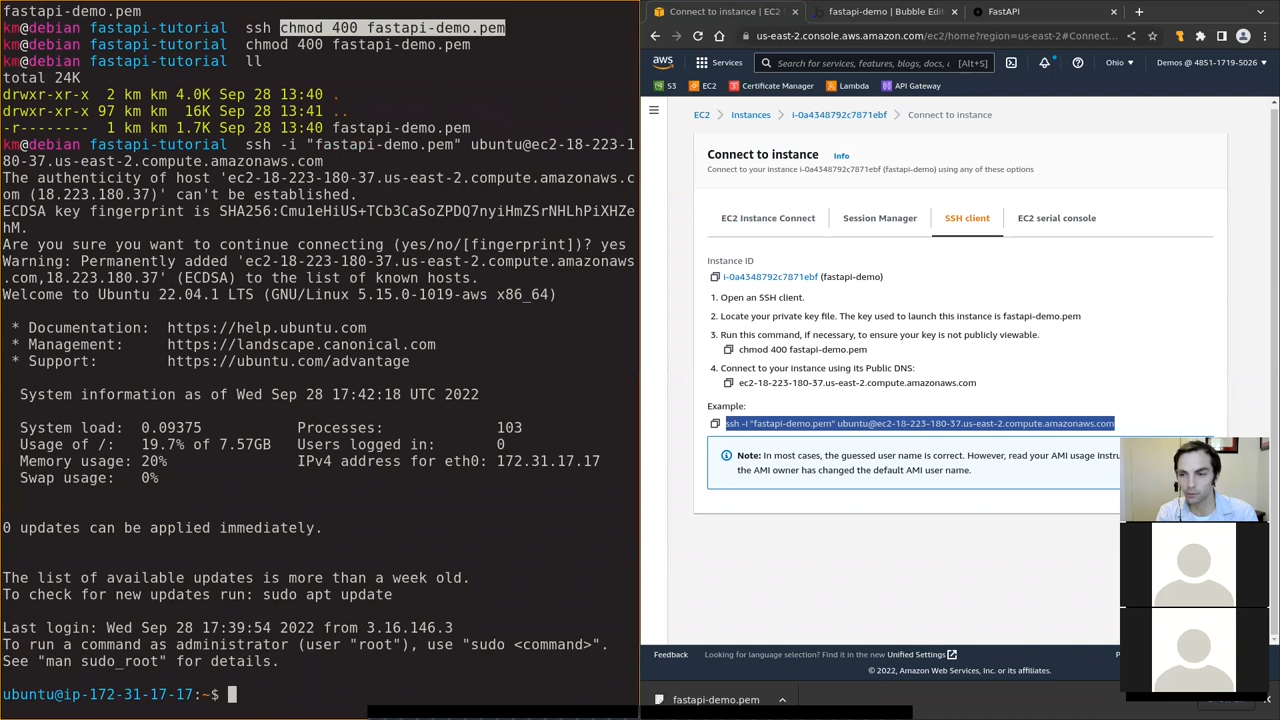 fastapi-demo.pem
km@debian fastapi-tutorial ssh chmod 400 fastapi-demo.pem
km@debian fastapi-tutorial chmod 400 fastapi-demo.pem
km@debian fastapi-tutorial ll
total 24K
drwxr-xr-x 2 km km 4.0K Sep 28 13:40 .
drwxr-xr-x 97 km km 16K Sep 28 13:41 ..
-r-------- 1 km km 1.7K Sep 28 13:40 fastapi-demo.pem
km@debian fastapi-tutorial ssh -i "fastapi-demo.pem" ubuntu@ec2-18-223-1
80-37.us-east-2.compute.amazonaws.com
The authenticity of host 'ec2-18-223-180-37.us-east-2.compute.amazonaws.c
om (18.223.180.37)' can't be established.
ECDSA key fingerprint is SHA256:Cmu1eHiUS+TCb3CaSoZPDQ7nyiHmZSrNHLhPiXHZe
hM.
Are you sure you want to continue connecting (yes/no/[fingerprint])? yes
Warning: Permanently added 'ec2-18-223-180-37.us-east-2.compute.amazonaws
.com,18.223.180.37' (ECDSA) to the list of known hosts.
Welcome to Ubuntu 22.04.1 LTS (GNU/Linux 5.15.0-1019-aws x86_64)
* Documentation: https://help.ubuntu.com
* Management: https://landscape.canonical.com
* Support: https://ubuntu.com/advantage
System information as of Wed Sep 28 17:42:18 UTC 2022
System load: 0.09375 Processes: 103
Usage of /: 19.7% of 7.57GB Users logged in: 0
Memory usage: 20% IPv4 address for eth0: 172.31.17.17
Swap usage: 0%
0 updates can be applied immediately.
The list of available updates is more than a week old.
To check for new updates run: sudo apt update
Last login: Wed Sep 28 17:39:54 2022 from 3.16.146.3
To run a command as administrator (user "root"), use "sudo <command>".
See "man sudo_root" for details.
ubuntu@ip-172-31-17-17:~$
Connect to instance | EC2 fastapi-demo | Bubble Edit FastAPI
us-east-2.console.aws.amazon.com/ec2/home?region=us-east-2#Connect...
aws Services Search for services, features, blogs, docs, [Alt+S] Ohio Demos @ 4851-1719-5026
S3 EC2 Certificate Manager Lambda API Gateway
EC2 Instances i-0a4348792c7871ebf Connect to instance
Connect to instance Info
Connect to your instance i-0a4348792c7871ebf (fastapi-demo) using any of these options
EC2 Instance Connect Session Manager SSH client EC2 serial console
Instance ID
i-0a4348792c7871ebf (fastapi-demo)
1. Open an SSH client.
2. Locate your private key file. The key used to launch this instance is fastapi-demo.pem
3. Run this command, if necessary, to ensure your key is not publicly viewable.
chmod 400 fastapi-demo.pem
4. Connect to your instance using its Public DNS:
ec2-18-223-180-37.us-east-2.compute.amazonaws.com
Example:
ssh -i "fastapi-demo.pem" ubuntu@ec2-18-223-180-37.us-east-2.compute.amazonaws.com
Note: In most cases, the guessed user name is correct. However, read your AMI usage instru
the AMI owner has changed the default AMI user name.
Feedback Looking for language selection? Find it in the new Unified Settings P
© 2022, Amazon Web Services, Inc. or its affiliates.
fastapi-demo.pem